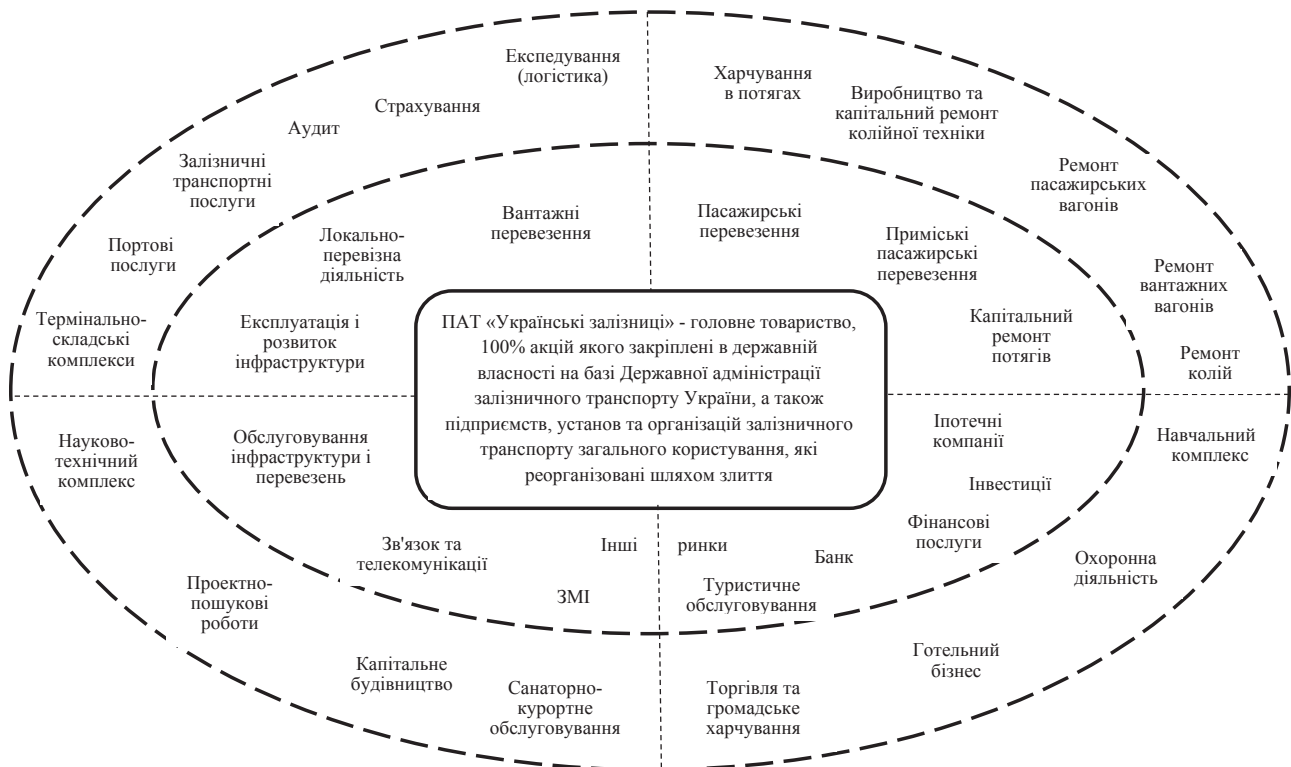 Експедування
(логістика)
Страхування
Аудит
Залізничні
транспортні
послуги
Портові
послуги
Термінально-
складські
комплекси
Харчування
в потягах
Виробництво та
капітальний ремонт
колійної техніки
Ремонт
пасажирських
вагонів
Ремонт
вантажних
вагонів
Ремонт
колій
Вантажні
перевезення
Локально-
перевізна
діяльність
Експлуатація і
розвиток
інфраструктури
Пасажирські
перевезення
Приміські
пасажирські
перевезення
Капітальний
ремонт
потягів
ПАТ «Українські залізниці» - головне товариство,
100% акцій якого закріплені в державній
власності на базі Державної адміністрації
залізничного транспорту України, а також
підприємств, установ та організацій залізничного
транспорту загального користування, які
реорганізовані шляхом злиття
Обслуговування
інфраструктури і
перевезень
Зв'язок та
телекомунікації
ЗМІ
Інші ринки
Туристичне
обслуговування
Банк
Фінансові
послуги
Інвестиції
Іпотечні
компанії
Науково-
технічний
комплекс
Проектно-
пошукові
роботи
Капітальне
будівництво
Санаторно-
курортне
обслуговування
Торгівля та
громадське
харчування
Готельний
бізнес
Охоронна
діяльність
Навчальний
комплекс